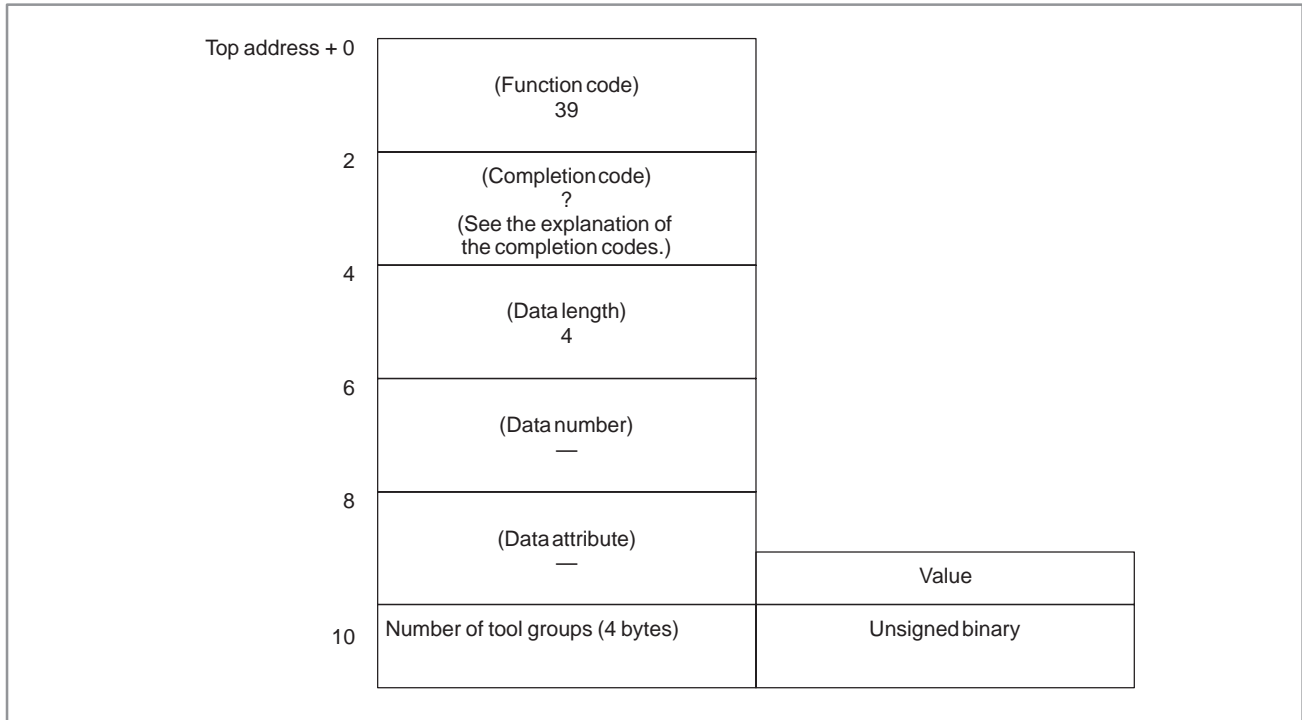 Top address + 0
(Function code)
39
2
(Completion code)
?
(See the explanation of
the completion codes.)
4
(Data length)
4
6
(Data number)
—
8
(Data attribute)
—
Value
10
Number of tool groups (4 bytes)
Unsigned binary